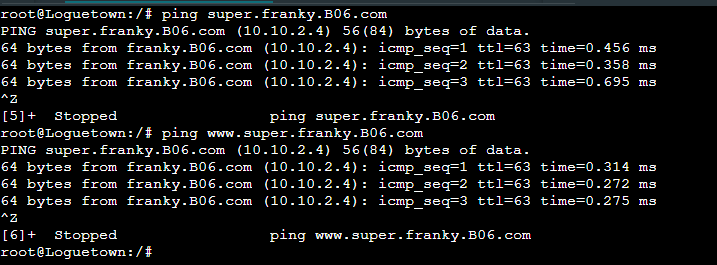 root@Loguetown:/# ping super.franky.B06.com
PING super.franky.B06.com (10.10.2.4) 56(84) bytes of data.
64 bytes from franky.B06.com (10.10.2.4): icmp_seq=1 ttl=63 time=0.456 ms
64 bytes from franky.B06.com (10.10.2.4): icmp_seq=2 ttl=63 time=0.358 ms
64 bytes from franky.B06.com (10.10.2.4): icmp_seq=3 ttl=63 time=0.695 ms
^Z
[5]+  Stopped                 ping super.franky.B06.com
root@Loguetown:/# ping www.super.franky.B06.com
PING super.franky.B06.com (10.10.2.4) 56(84) bytes of data.
64 bytes from franky.B06.com (10.10.2.4): icmp_seq=1 ttl=63 time=0.314 ms
64 bytes from franky.B06.com (10.10.2.4): icmp_seq=2 ttl=63 time=0.272 ms
64 bytes from franky.B06.com (10.10.2.4): icmp_seq=3 ttl=63 time=0.275 ms
^Z
[6]+  Stopped                 ping www.super.franky.B06.com
root@Loguetown:/#